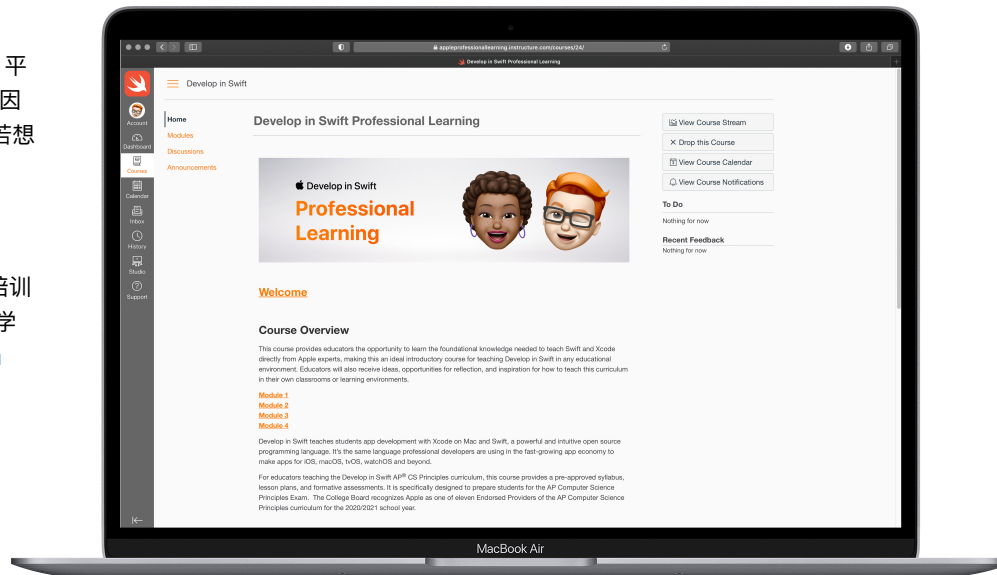 平
因
若想
培训
学
appleprofessionallearning.instructure.com/courses/24/
Develop in Swift Professional Learning
Develop in Swift
Account
Dashboard
Courses
Calendar
Inbox
History
Studio
Support
Home
Modules
Discussions
Announcements
Develop in Swift Professional Learning
Develop in Swift
Professional
Learning
Welcome
Course Overview
This course provides educators the opportunity to learn the foundational knowledge needed to teach Swift and Xcode
directly from Apple experts, making this an ideal introductory course for teaching Develop in Swift in any educational
environment. Educators will also receive ideas, opportunities for reflection, and inspiration for how to teach this curriculum
in their own classrooms or learning environments.
Module 1
Module 2
Module 3
Module 4
Develop in Swift teaches students app development with Xcode on Mac and Swift, a powerful and intuitive open source
programming language. It's the same language professional developers are using in the fast-growing app economy to
make apps for iOS, macOS, tvOS, watchOS and beyond.
For educators teaching the Develop in Swift AP® CS Principles curriculum, this course provides a pre-approved syllabus,
lesson plans, and formative assessments. It is specifically designed to prepare students for the AP Computer Science
Principles Exam. The College Board recognizes Apple as one of eleven Endorsed Providers of the AP Computer Science
Principles curriculum for the 2020/2021 school year.
View Course Stream
Drop this Course
View Course Calendar
View Course Notifications
To Do
Nothing for now
Recent Feedback
Nothing for now
MacBook Air